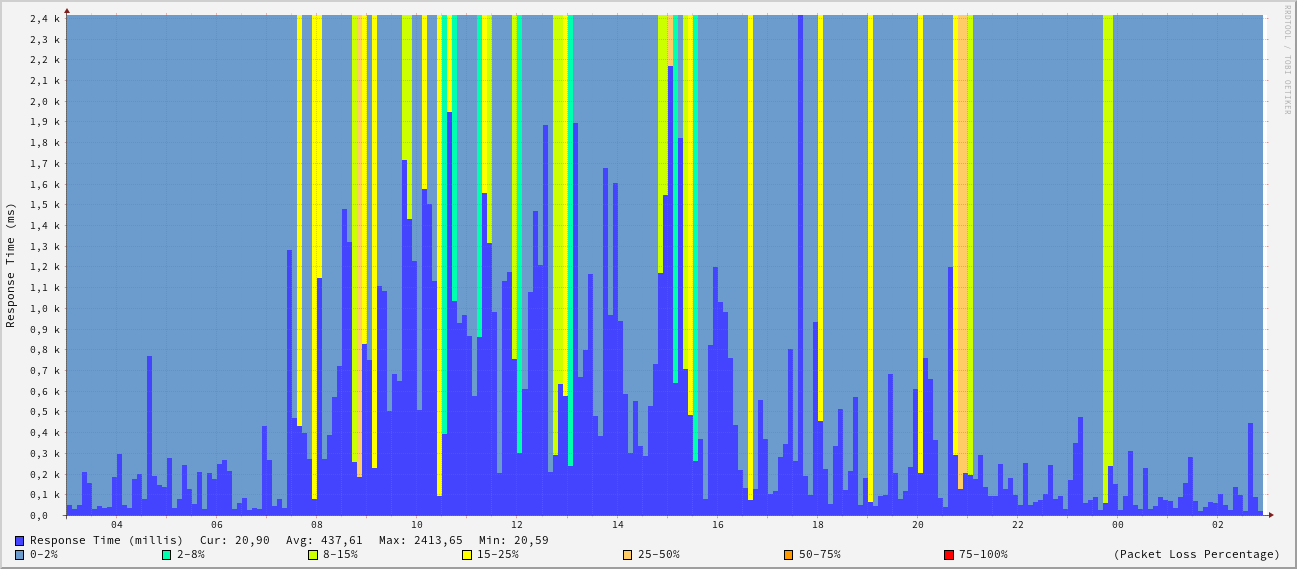 RRDTOOL / TOBI OETIKER
Response Time (ms)
2,4 k
2,3 k
2,2 k
2,1 k
2,0 k
1,9 k
1,8 k
1,7 k
1,6 k
1,5 k
1,4 k
1,3 k
1,2 k
1,1 k
1,0 k
0,9 k
0,8 k
0,7 k
0,6 k
0,5 k
0,4 k
0,3 k
0,2 k
0,1 k
0,0
04 06 08 10 12 14 16 18 20 22 00 02
Response Time (millis) Cur: 20,90 Avg: 437,61 Max: 2413,65 Min: 20,59
0-2% 2-8% 8-15% 15-25% 25-50% 50-75% 75-100% (Packet Loss Percentage)